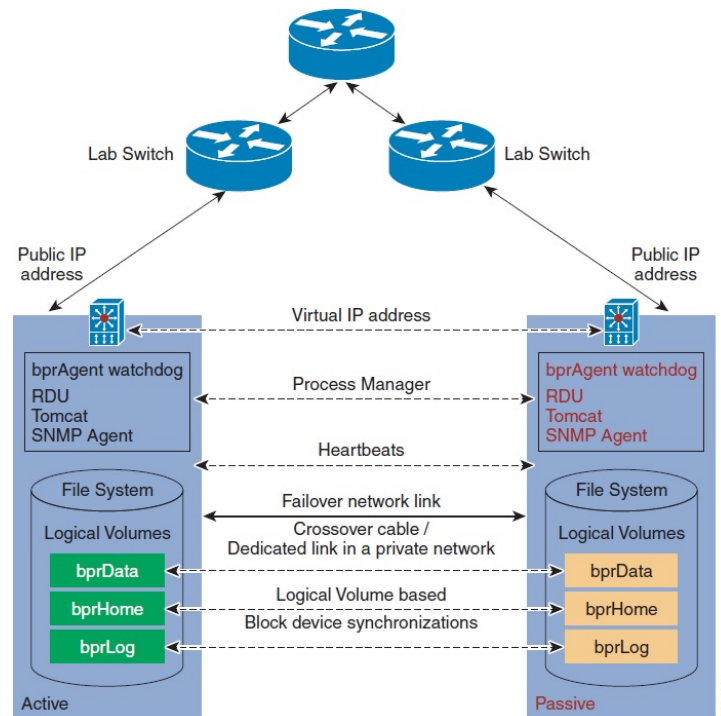 Lab Switch
Lab Switch
Public IP
address
Public IP
address
Virtual IP address
bprAgent watchdog
RDU
Tomcat
SNMP Agent
Process Manager
bprAgent watchdog
RDU
Tomcat
SNMP Agent
Heartbeats
File System
Logical Volumes
bprData
bprHome
bprLog
Failover network link
Crossover cable /
Dedicated link in a private network
Logical Volume based
Block device synchronizations
File System
Logical Volumes
bprData
bprHome
bprLog
Active
Passive